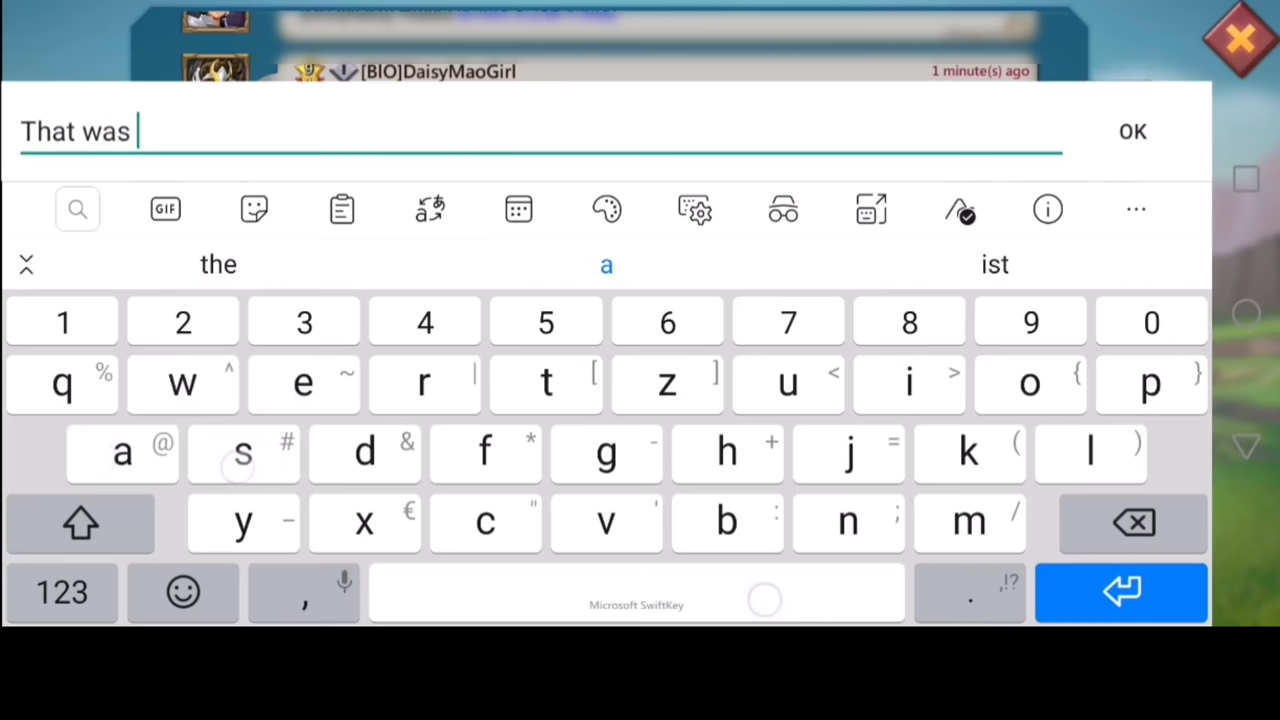 [BIO]DaisyMaoGirl
1 minute(s) ago
That was
OK
GIF
the a ist
1 2 3 4 5 6 7 8 9 0
q % w ^ e ~ r | t [ z ] u < i > o { p }
a @ s # d & f * g - h + j = k ( l )
y – x € c " v ' b : n ; m /
123 , Microsoft SwiftKey . ,!?